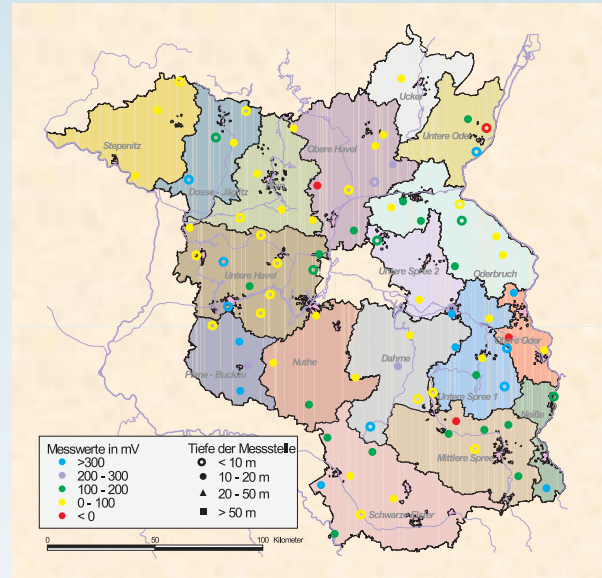 Ucker
Stepenitz
Untere Oder
Obere Havel
Dosse - Jäglitz
Untere Spree 2
Oderbruch
Untere Havel
Obere Oder
Nuthe
Dahme
Plane - Buckau
Untere Spree 1
Neiße
Mittlere Spree
Schwarze Elster
Messwerte in mV
>300
200 - 300
100 - 200
0 - 100
< 0
Tiefe der Messstelle
< 10 m
10 - 20 m
20 - 50 m
> 50 m
0 50 100 Kilometer